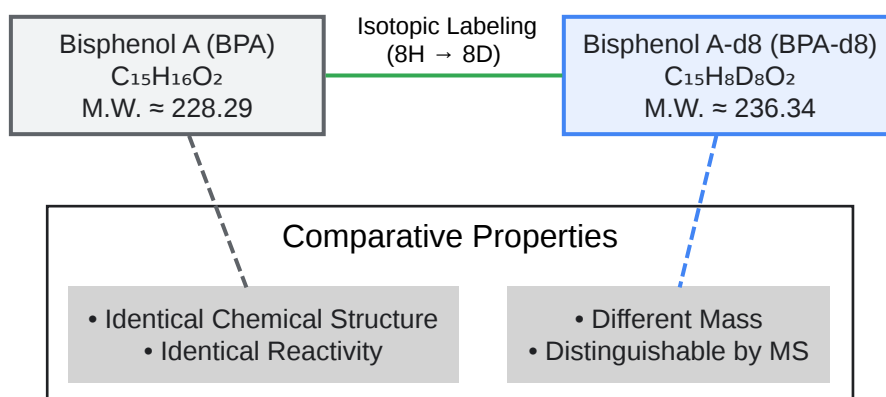 Bisphenol A (BPA)
C₁₅H₁₆O₂
M.W. ≈ 228.29
Isotopic Labeling
(8H → 8D)
Bisphenol A-d8 (BPA-d8)
C₁₅H₈D₈O₂
M.W. ≈ 236.34
Comparative Properties
• Identical Chemical Structure
• Identical Reactivity
• Different Mass
• Distinguishable by MS